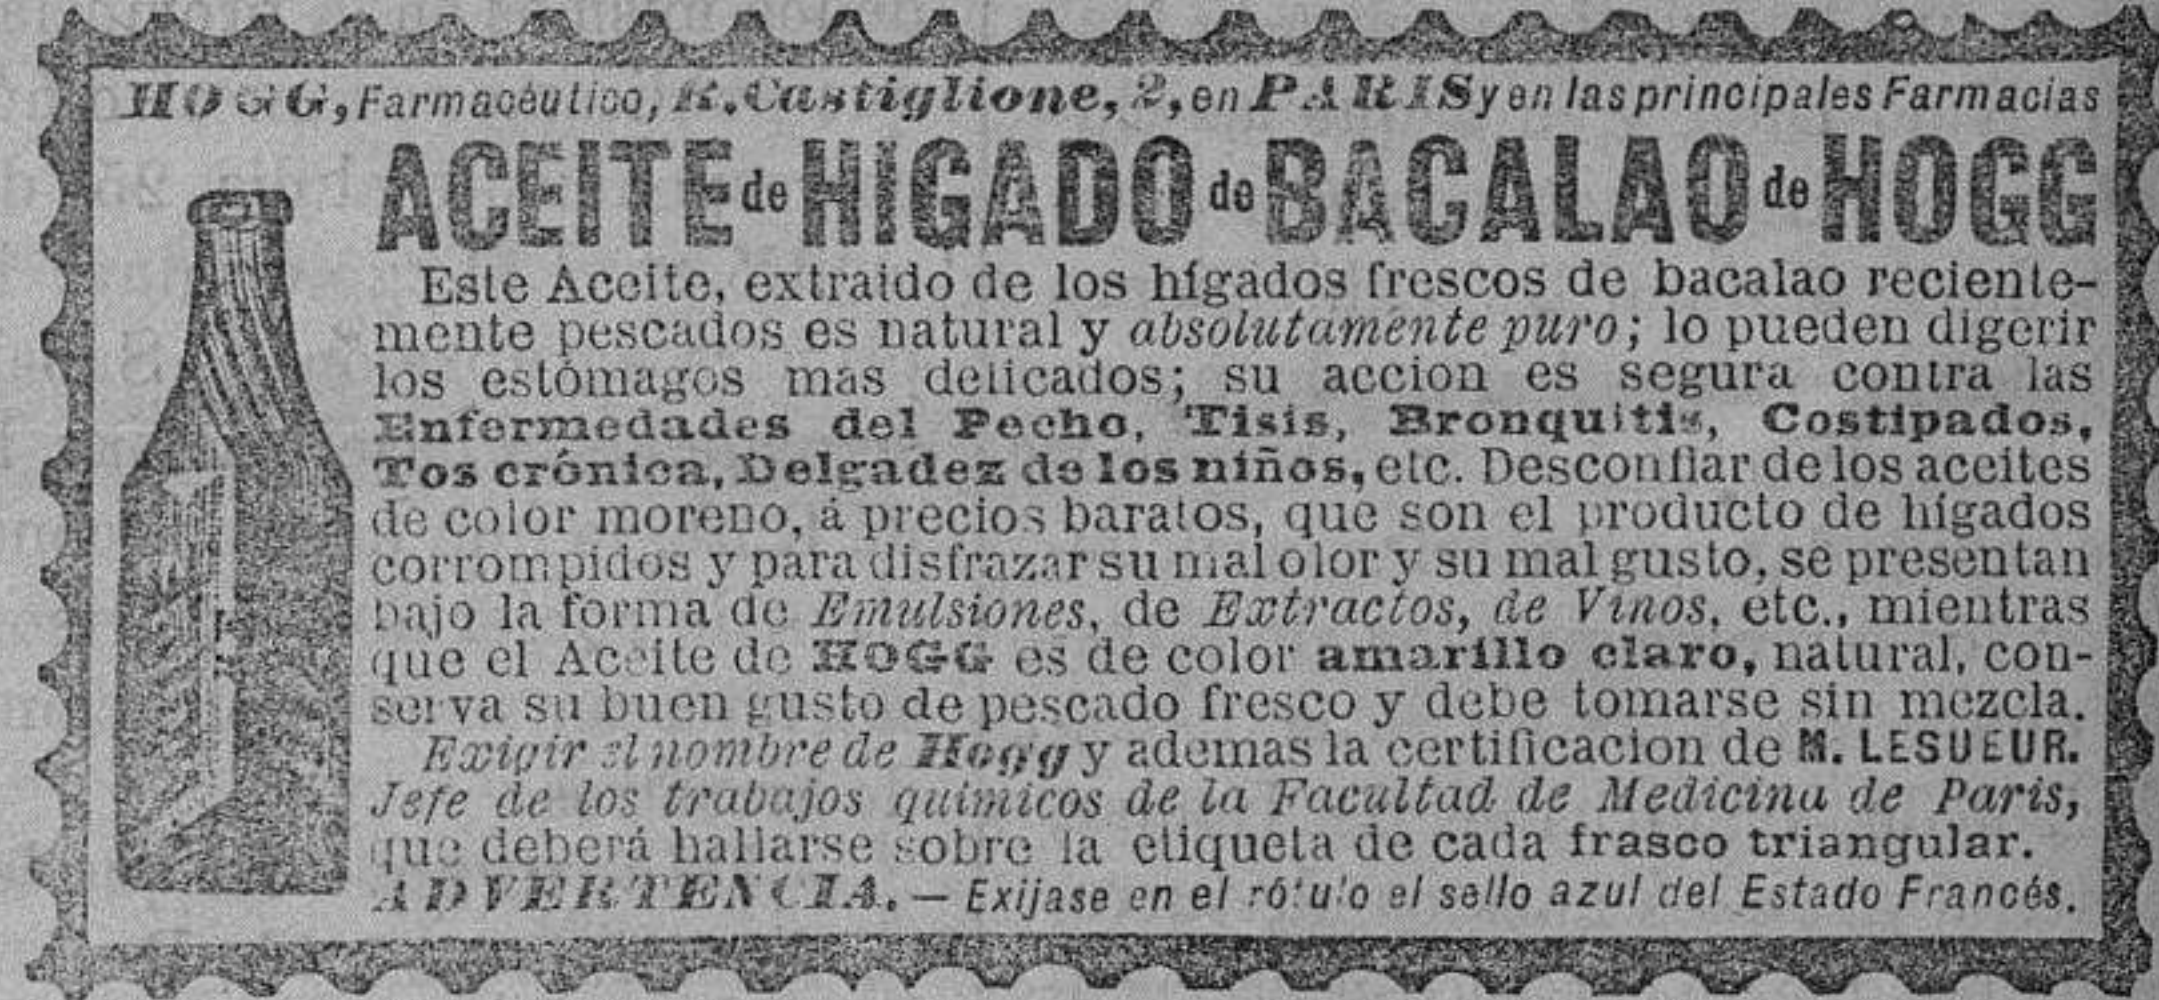 HOGG, Farmacéutico, R. Castiglione, 2, en PARIS y en las principales Farmacias
ACEITE de HIGADO de BACALAO de HOGG
Este Aceite, extraido de los hígados frescos de bacalao reciente-
mente pescados es natural y absolutamente puro; lo pueden digerir
los estómagos mas delicados; su accion es segura contra las
Enfermedades del Pecho, Tisis, Bronquitis, Costipados,
Tos crónica, Delgadez de los niños, etc. Desconfiar de los aceites
de color moreno, á precios baratos, que son el producto de hígados
corrompidos y para disfrazar su mal olor y su mal gusto, se presentan
bajo la forma de Emulsiones, de Extractos, de Vinos, etc., mientras
que el Aceite de HOGG es de color amarillo claro, natural, con-
serva su buen gusto de pescado fresco y debe tomarse sin mezcla.
Exigir el nombre de Hogg y ademas la certificacion de M. LESUEUR.
Jefe de los trabajos quimicos de la Facultad de Medicina de Paris,
que deberá hallarse sobre la etiqueta de cada frasco triangular.
ADVERTENCIA. — Exijase en el rótulo el sello azul del Estado Francés.